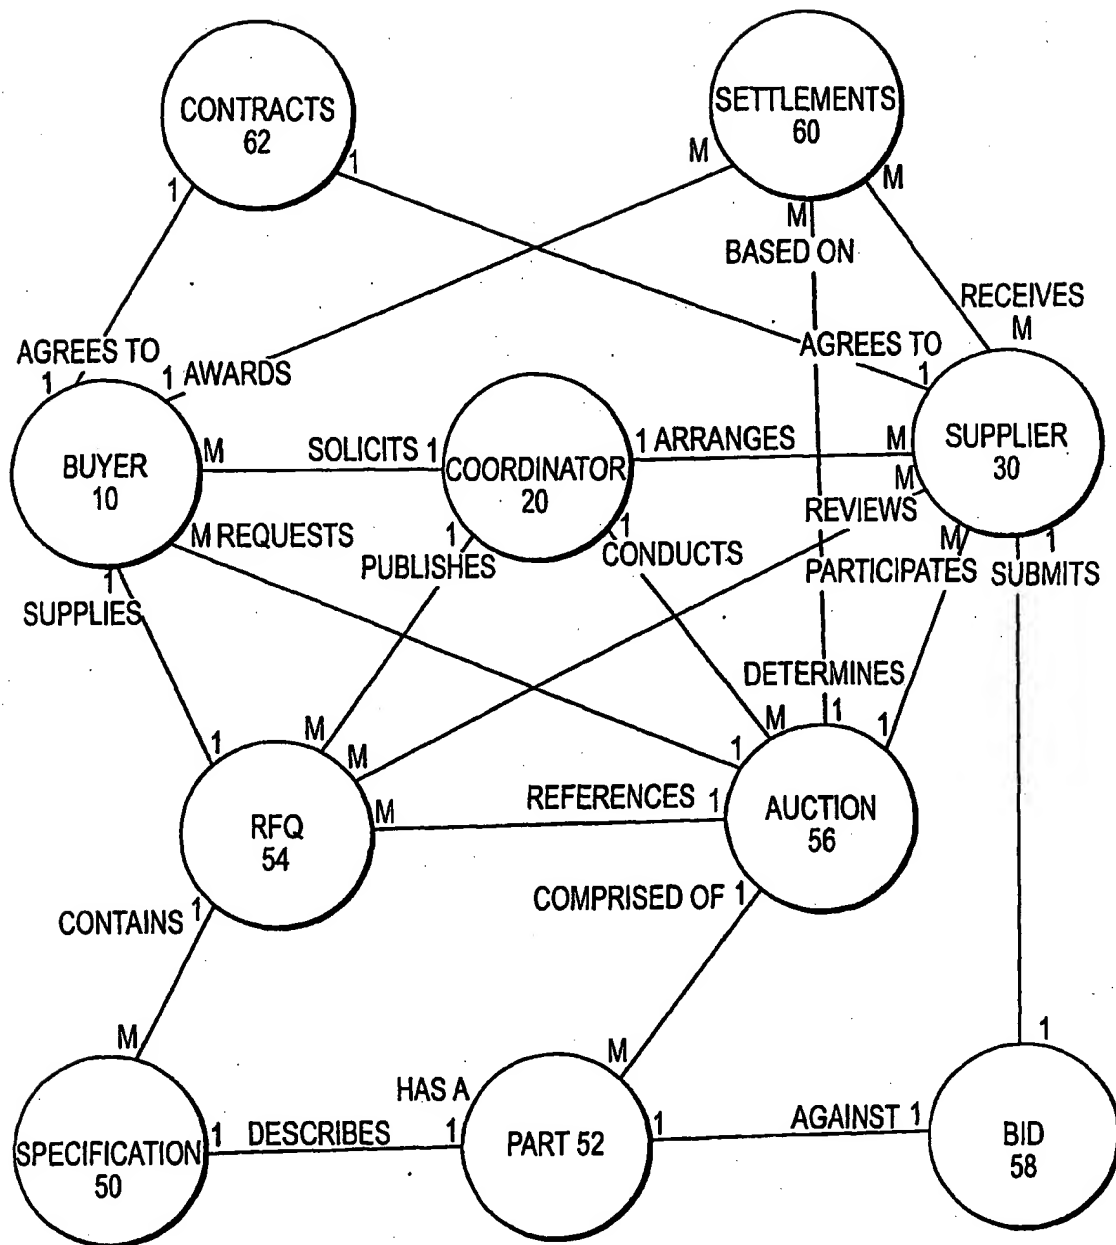 CONTRACTS
62
SETTLEMENTS
60
1
1
M
M
M
BASED ON
RECEIVES
M
AGREES TO
1
1
AWARDS
AGREES TO
1
BUYER
10
M
SOLICITS
1
COORDINATOR
20
1
ARRANGES
M
SUPPLIER
30
M
M
REQUESTS
1
PUBLISHES
1
CONDUCTS
REVIEWS
1
SUPPLIES
M
PARTICIPATES
1
SUBMITS
DETERMINES
1
M
M
M
1
1
1
RFQ
54
M
REFERENCES
1
AUCTION
56
CONTAINS
1
COMPRISED OF
1
M
M
1
SPECIFICATION
50
1
DESCRIBES
HAS A
1
PART 52
1
AGAINST
1
BID
58